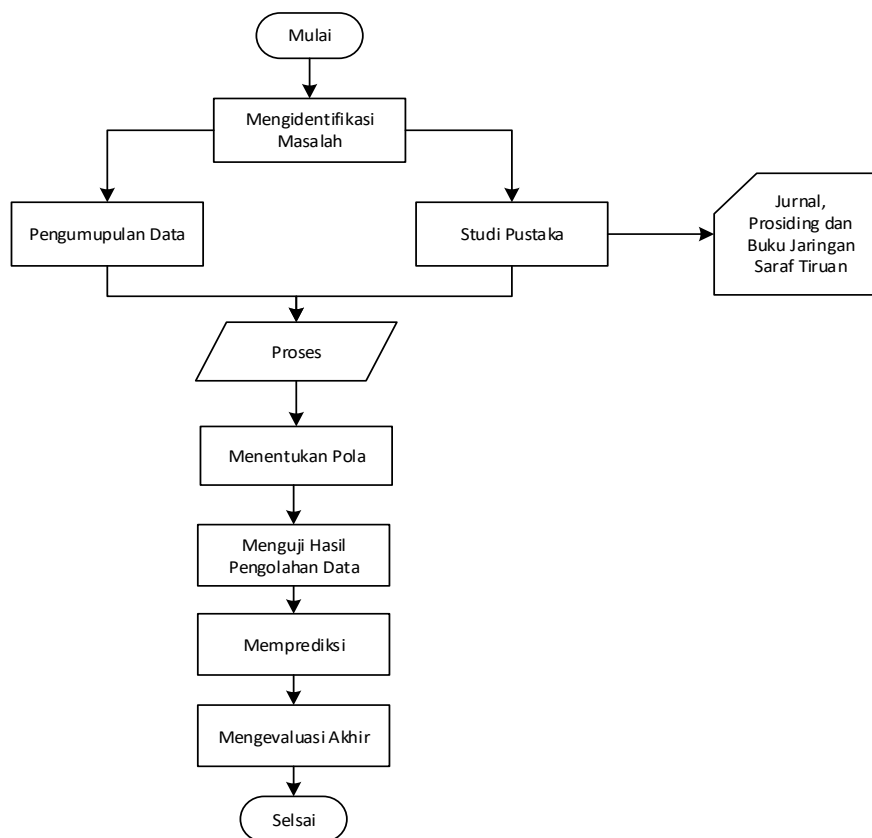 Mulai
Mengidentifikasi
Masalah
Pengumupulan Data
Studi Pustaka
Jurnal,
Prosiding dan
Buku Jaringan
Saraf Tiruan
Proses
Menentukan Pola
Menguji Hasil
Pengolahan Data
Memprediksi
Mengevaluasi Akhir
Selsai